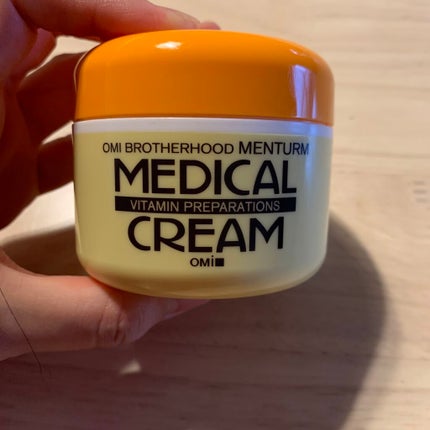 OMI BROTHERHOOD MENTURM
MEDICAL
VITAMIN PREPARATIONS
CREAM
OMi